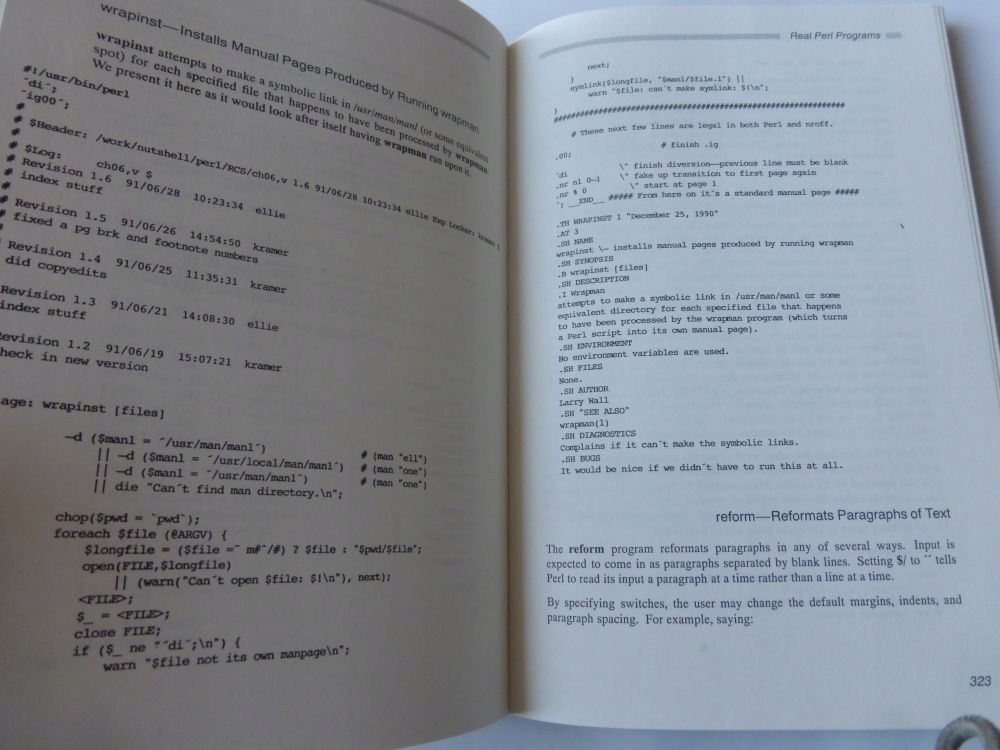 wrapinst—Installs Manual Pages Produced by Running wrapman
wrapinst attempts to make a symbolic link in /usr/man/manl (or some equivalent
spot) for each specified file that happens to have been processed by wrapman.
We present it here as it would look after itself having wrapman run upon it.
#!/usr/bin/perl
´di´;
´ig00´;
#
# $Header: /work/nutshell/perl/RCS/ch06,v 1.6 91/06/28 10:23:34 ellie Exp Locker: kramer $
#
# $Log: ch06,v $
# Revision 1.6 91/06/28 10:23:34 ellie
# index stuff
#
# Revision 1.5 91/06/26 14:54:50 kramer
# fixed a pg brk and footnote numbers
Revision 1.4 91/06/25 11:35:31 kramer
did copyedits
Revision 1.3 91/06/21 14:08:30 ellie
index stuff
evision 1.2 91/06/19 15:07:21 kramer
heck in new version
age: wrapinst [files]
—d ($manl = ´/usr/man/manl´)
|| —d ($manl = ´/usr/local/man/manl´) # (man "ell")
|| —d ($manl = ´/usr/man/man1´) # (man "one")
|| die "Can´t find man directory.\n"; # (man "one")
chop($pwd = `pwd`);
foreach $file (@ARGV) {
$longfile = ($file =~ m#^/#) ? $file : "$pwd/$file";
open(FILE,$longfile)
|| (warn("Can´t open $file: $!\n"), next);
<FILE>;
$_ = <FILE>;
close FILE;
if ($_ ne "´di´;\n") {
warn "$file not its own manpage\n";
Real Perl Programs
next;
}
symlink($longfile, "$manl/$file.l") ||
warn "$file: can´t make symlink: $!\n";
}
###############################################################
# These next few lines are legal in both Perl and nroff.
# finish .ig
.00;
´di \" finish diversion—previous line must be blank
.nr nl 0—1 \" fake up transition to first page again
.nr % 0 \" start at page 1
´; __END__ ##### From here on it´s a standard manual page #####
.TH WRAPINST 1 "December 25, 1990"
.AT 3
.SH NAME
wrapinst \— installs manual pages produced by running wrapman
.SH SYNOPSIS
.B wrapinst [files]
.SH DESCRIPTION
.I Wrapman
attempts to make a symbolic link in /usr/man/manl or some
equivalent directory for each specified file that happens
to have been processed by the wrapman program (which turns
a Perl script into its own manual page).
.SH ENVIRONMENT
No environment variables are used.
.SH FILES
None.
.SH AUTHOR
Larry Wall
.SH "SEE ALSO"
wrapman(1)
.SH DIAGNOSTICS
Complains if it can´t make the symbolic links.
.SH BUGS
It would be nice if we didn´t have to run this at all.
reform—Reformats Paragraphs of Text
The reform program reformats paragraphs in any of several ways. Input is
expected to come in as paragraphs separated by blank lines. Setting $/ to ´´ tells
Perl to read its input a paragraph at a time rather than a line at a time.
By specifying switches, the user may change the default margins, indents, and
paragraph spacing. For example, saying:
323